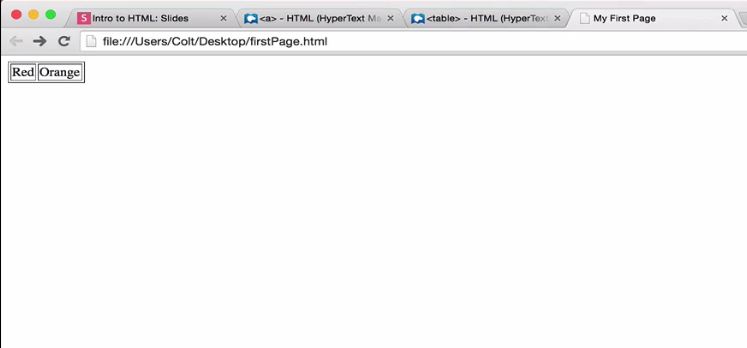 Intro to HTML: Slides
<a> - HTML (HyperText Ma
<table> - HTML (HyperText
My First Page
file:///Users/Colt/Desktop/firstPage.html
Red Orange